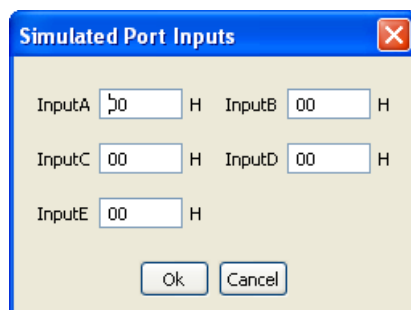 Simulated Port Inputs
InputA 00 H InputB 00 H
InputC 00 H InputD 00 H
InputE 00 H
Ok Cancel